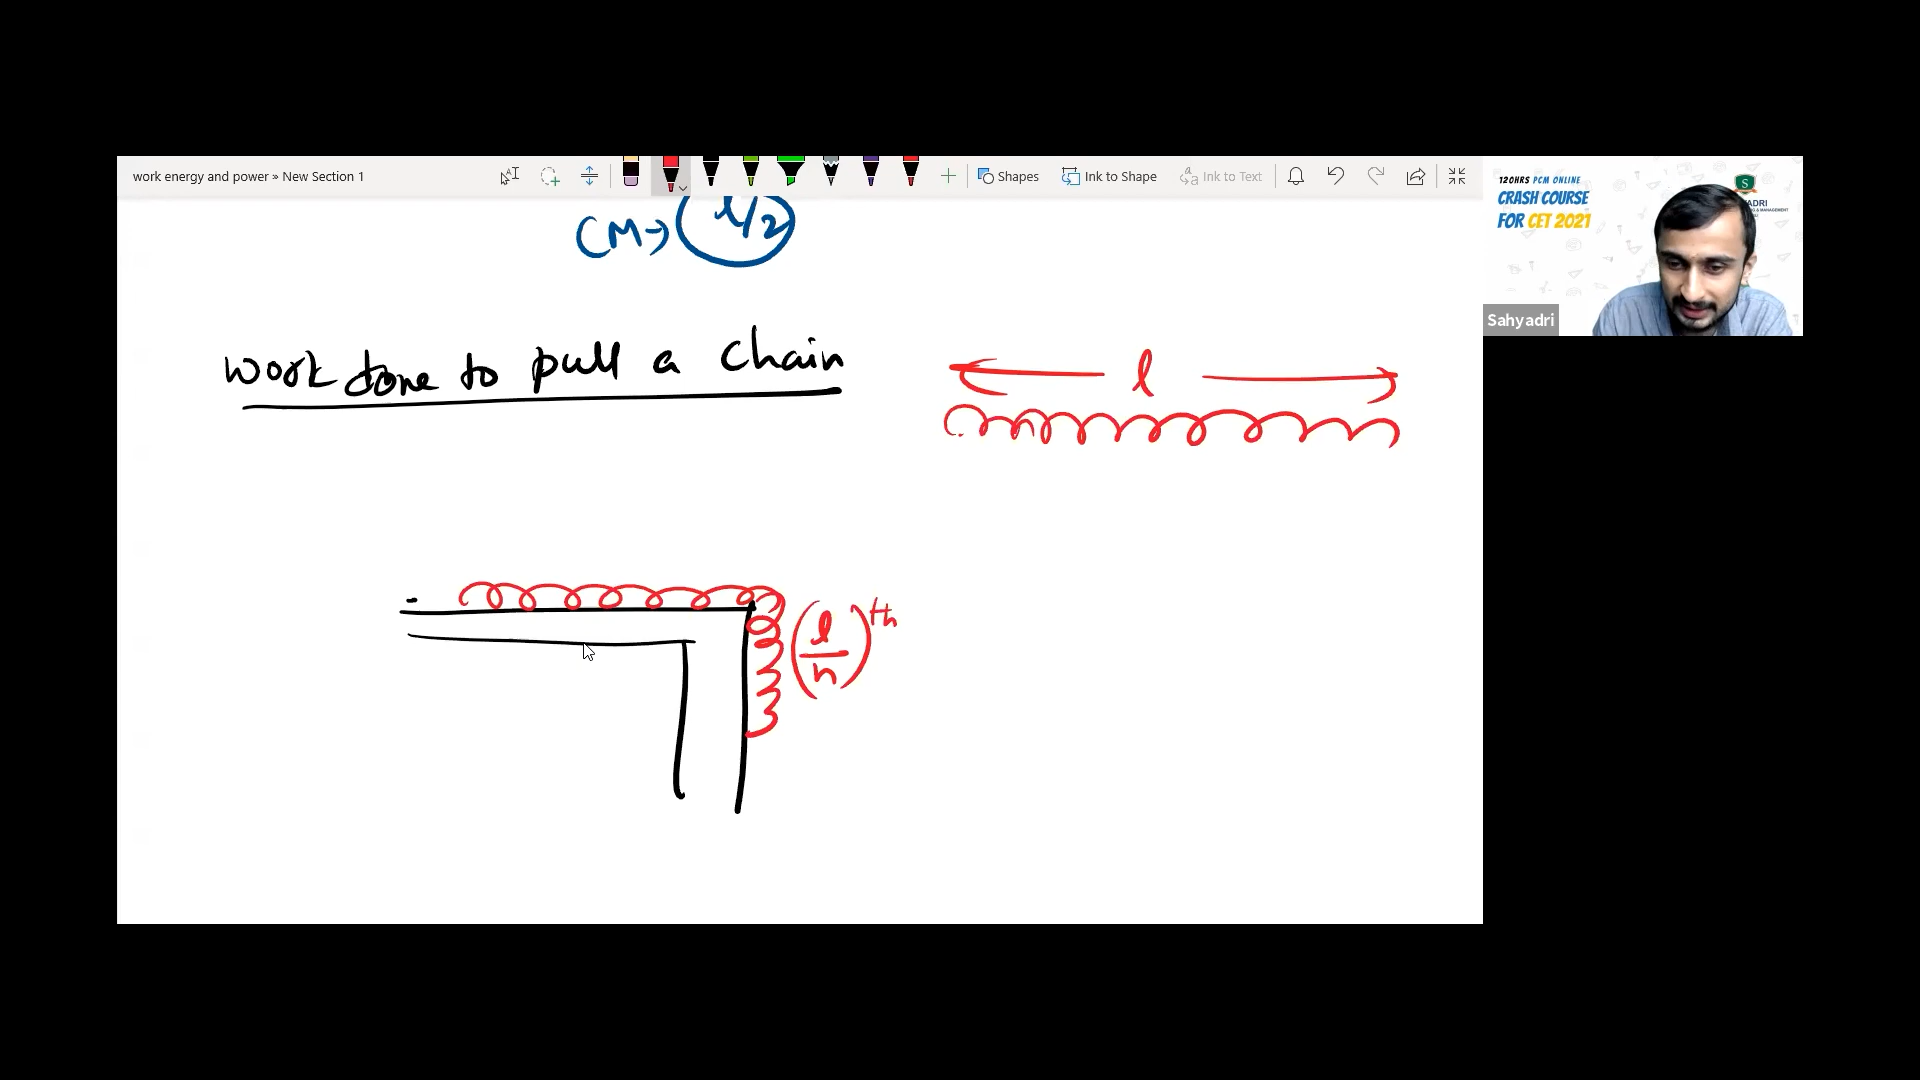 work energy and power » New Section 1
Shapes
Ink to Shape
Ink to Text
120HRS PCM ONLINE
CRASH COURSE
FOR CET 2021
S
Sahyadri
CM → l/2
work done to pull a chain
l
(l/n)th